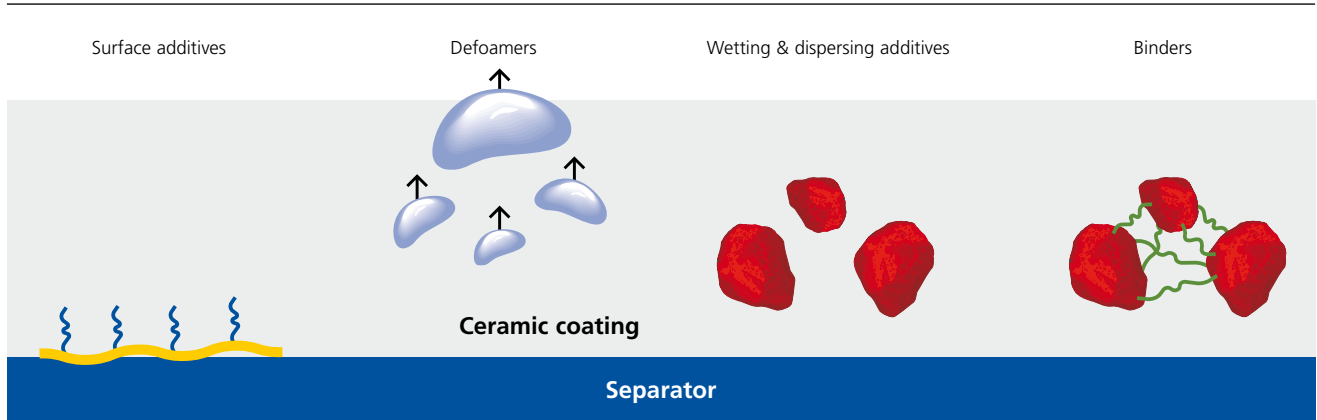 Surface additives
Defoamers
Wetting & dispersing additives
Binders
Ceramic coating
Separator